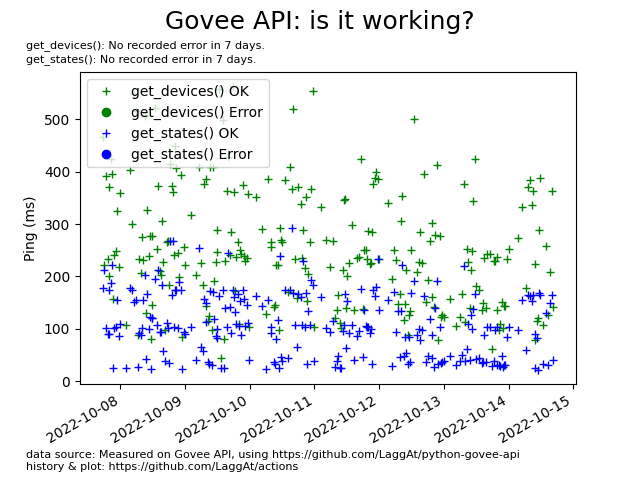 Govee API: is it working?
get_devices(): No recorded error in 7 days.
get_states(): No recorded error in 7 days.
get_devices() OK
get_devices() Error
get_states() OK
get_states() Error
Ping (ms)
500
400
300
200
100
0
2022-10-08
2022-10-09
2022-10-10
2022-10-11
2022-10-12
2022-10-13
2022-10-14
2022-10-15
data source: Measured on Govee API, using https://github.com/LaggAt/python-govee-api
history & plot: https://github.com/LaggAt/actions